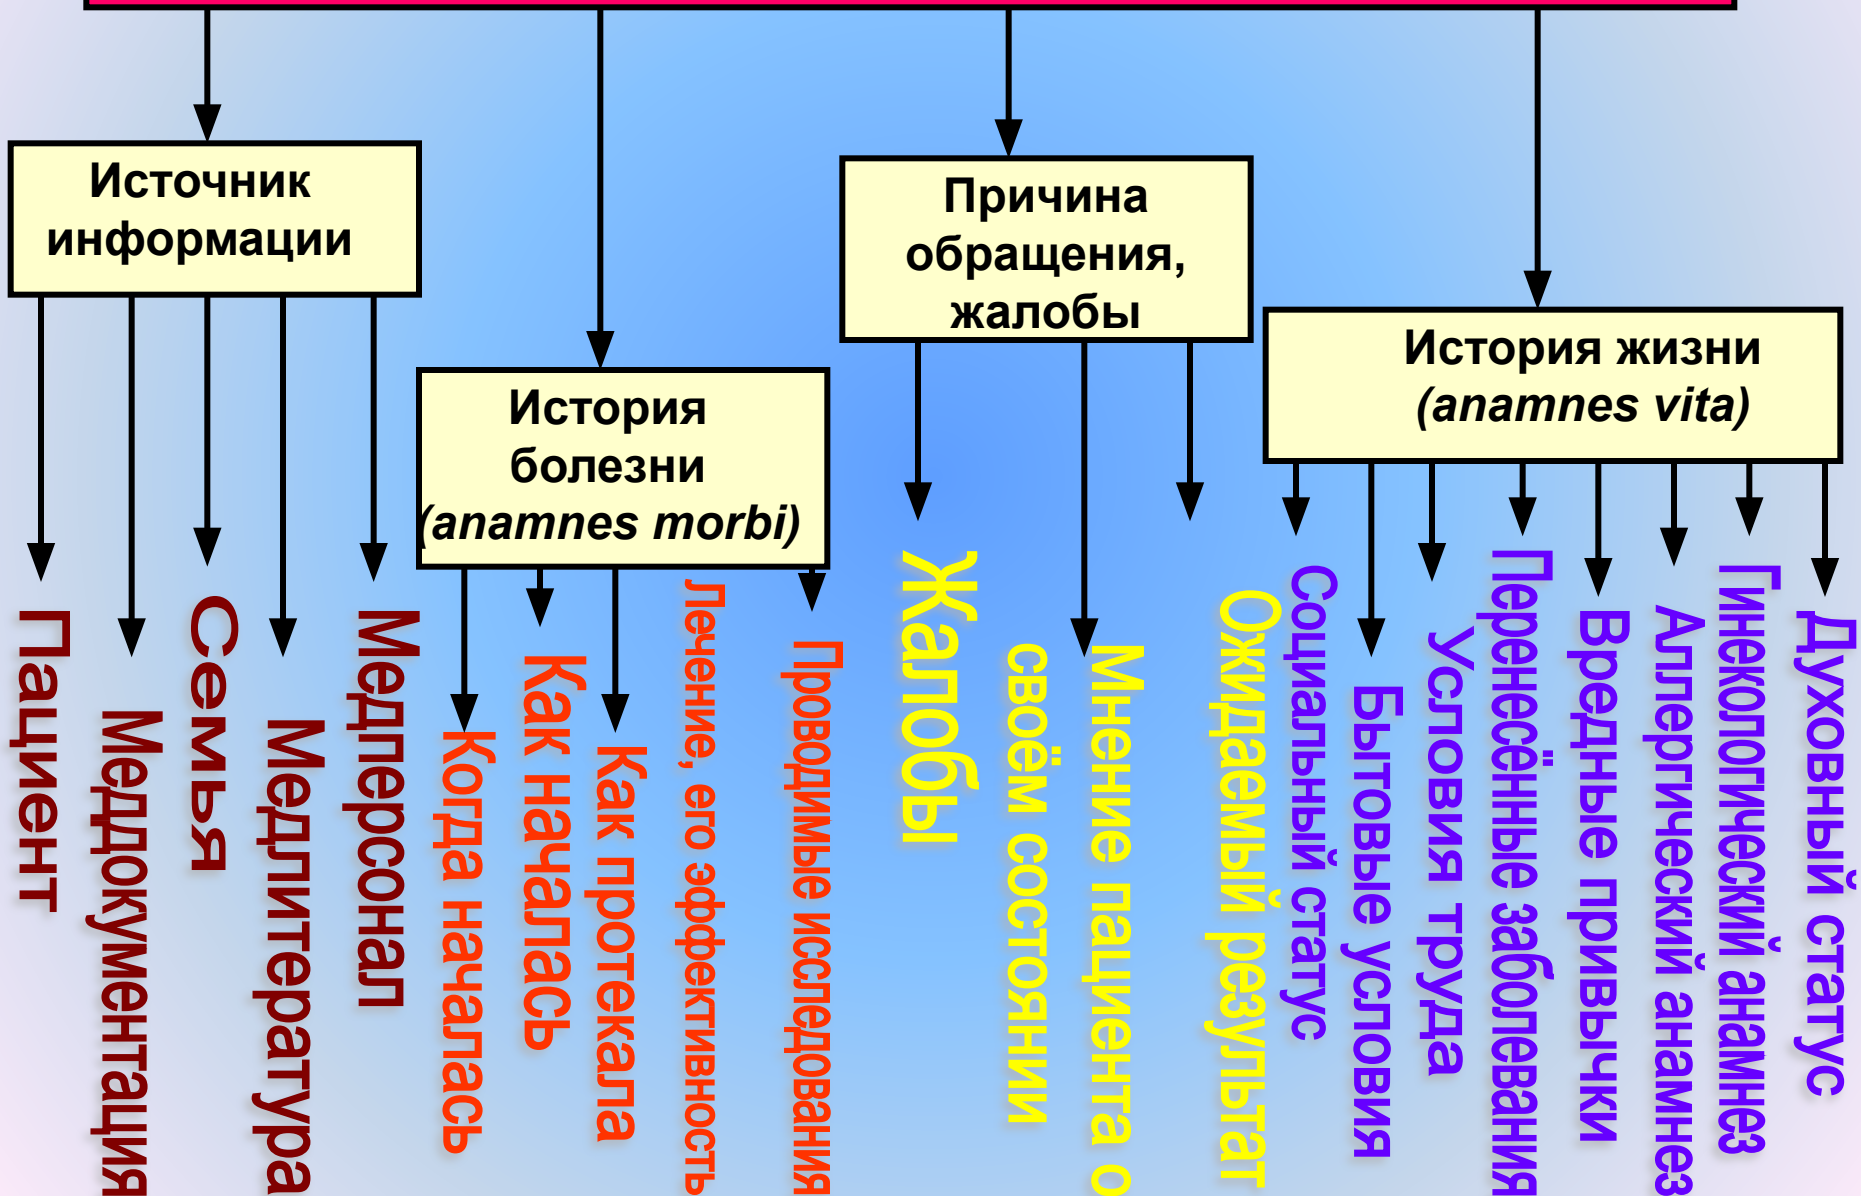 Источник
информации
Причина
обращения,
жалобы
История жизни
(anamnes vita)
История
болезни
(anamnes morbi)
Пациент
Меддокументация
Семья
Медлитература
Медперсонал
Когда началась
Как началась
Как протекала
Лечение, его эффективность
Проводимые исследования
Жалобы
Мнение пациента о
своём состоянии
Ожидаемый результат
Социальный статус
Бытовые условия
Условия труда
Перенесённые заболевания
Вредные привычки
Аллергический анамнез
Гинекологический анамнез
Духовный статус